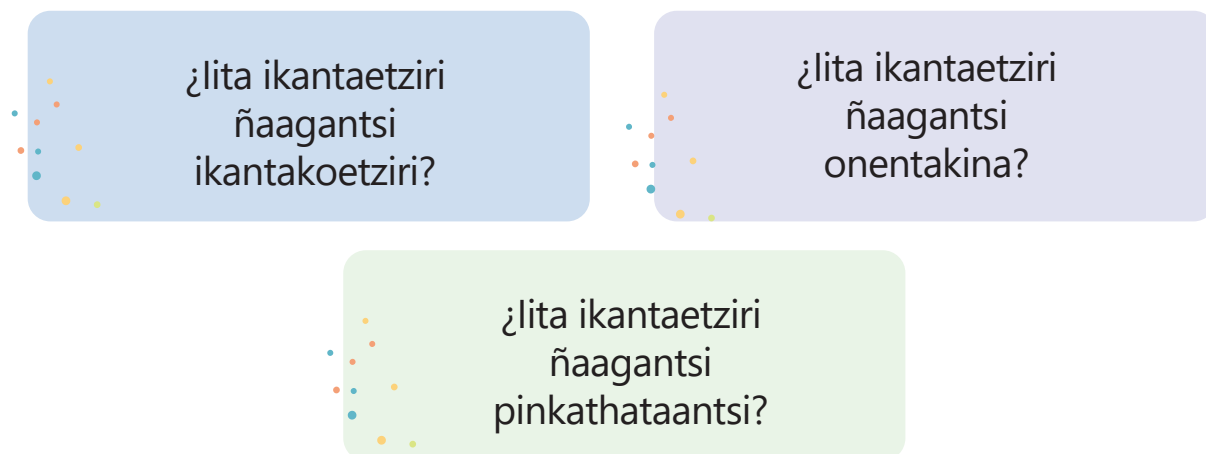 ¿Iita ikantaetziri
ñaagantsi
ikantakoetziri?
¿Iita ikantaetziri
ñaagantsi
onentakina?
¿Iita ikantaetziri
ñaagantsi
pinkathataantsi?